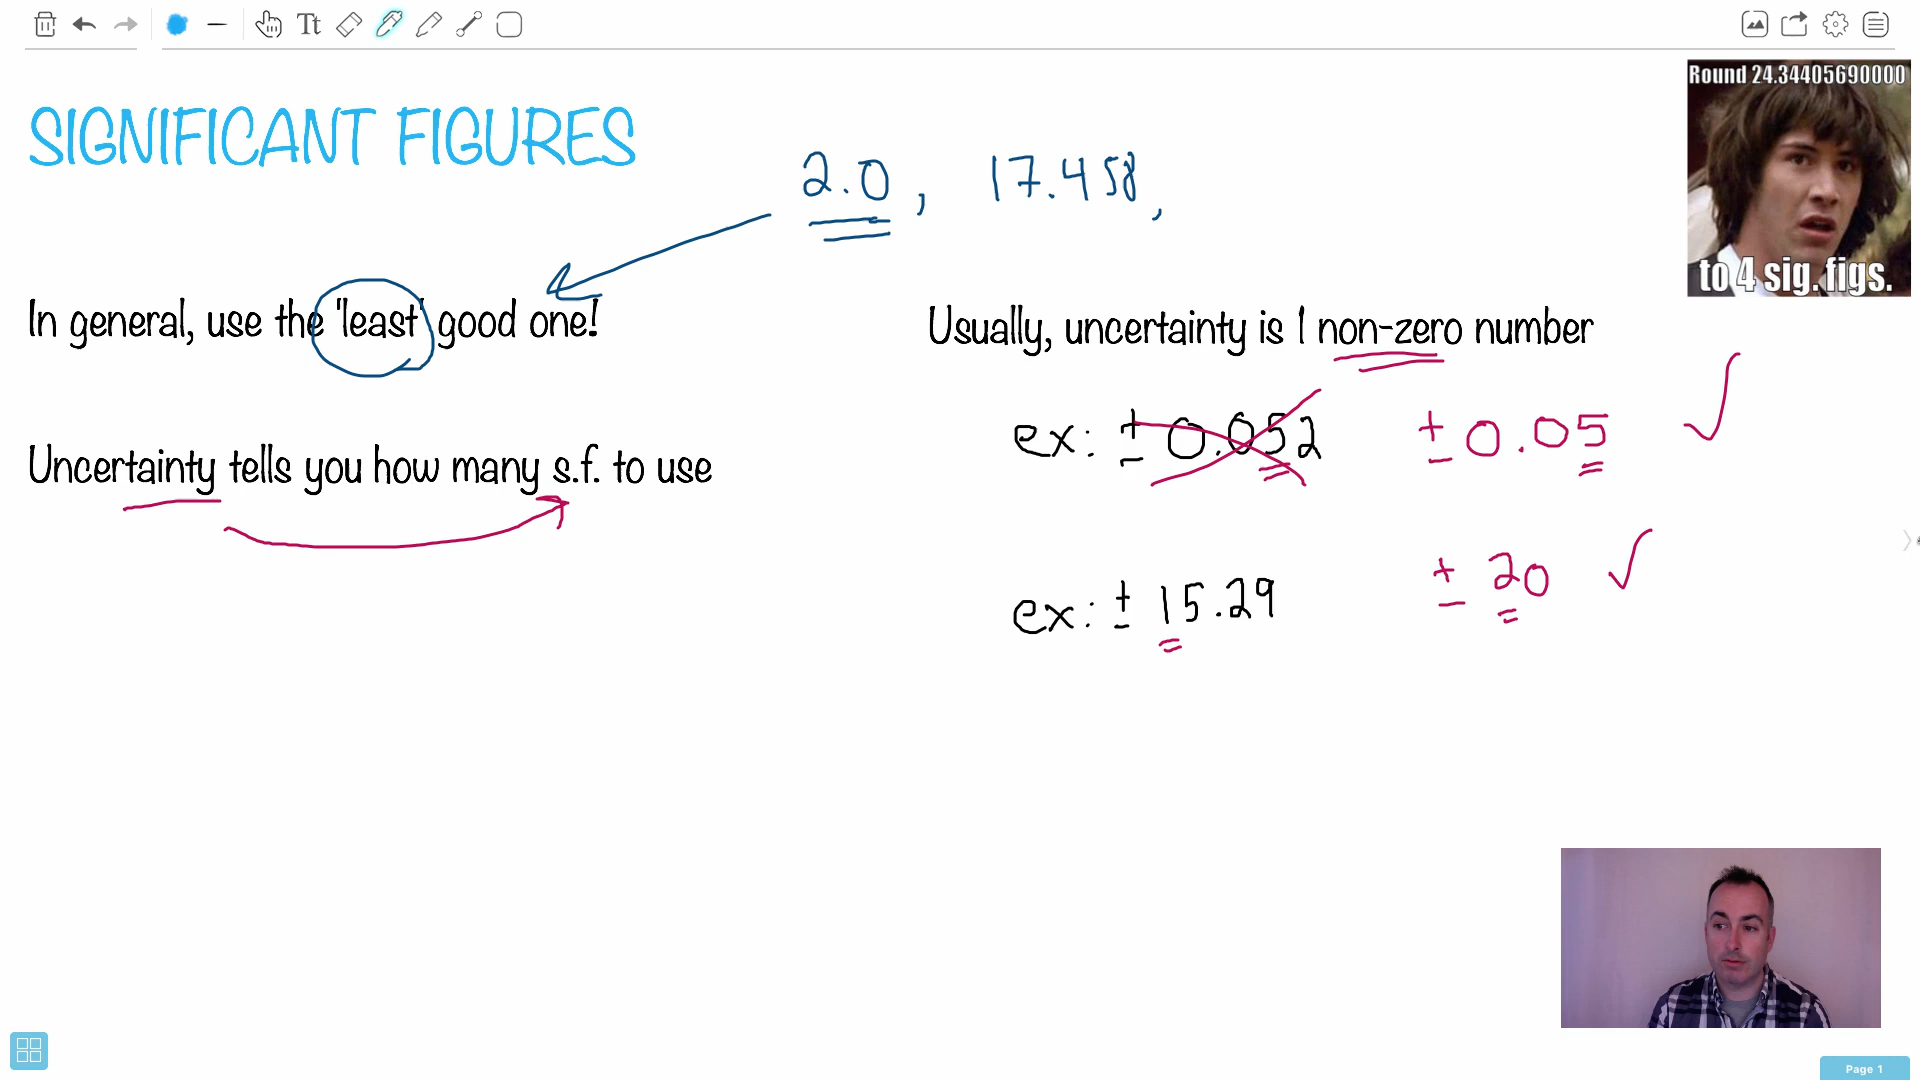 Tt
Round 24.34405690000
to 4 sig. figs.
SIGNIFICANT FIGURES
2.0, 17.458,
In general, use the 'least' good one!
Uncertainty tells you how many s.f. to use
Usually, uncertainty is 1 non-zero number
ex: ± 0.052 ± 0.05 √
ex: ± 15.29 ± 20 √
Page 1